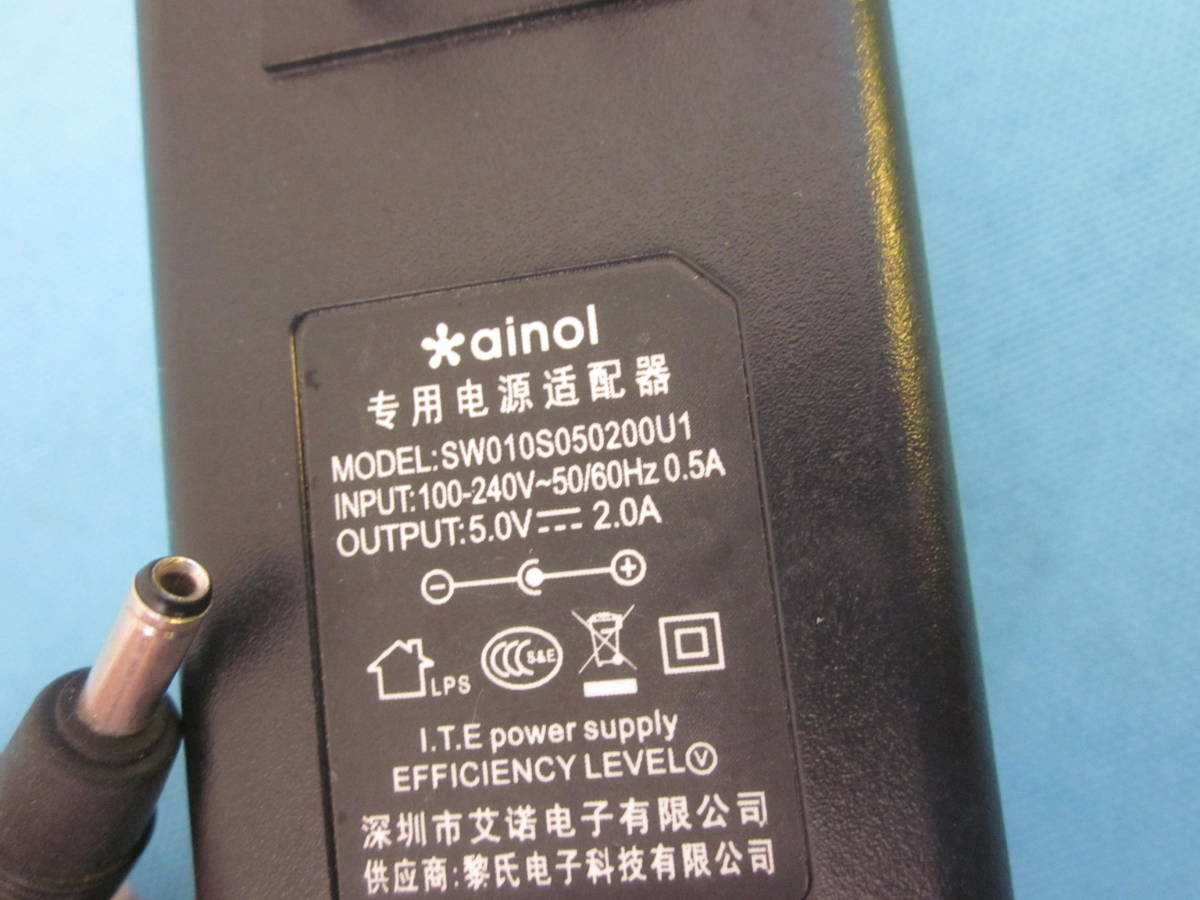 ainol
专用电源适配器
MODEL:SW010S050200U1
INPUT:100-240V~50/60Hz 0.5A
OUTPUT:5.0V⎓2.0A
LPS
S&E
I.T.E power supply
EFFICIENCY LEVELⓋ
深圳市艾诺电子有限公司
供应商:黎氏电子科技有限公司